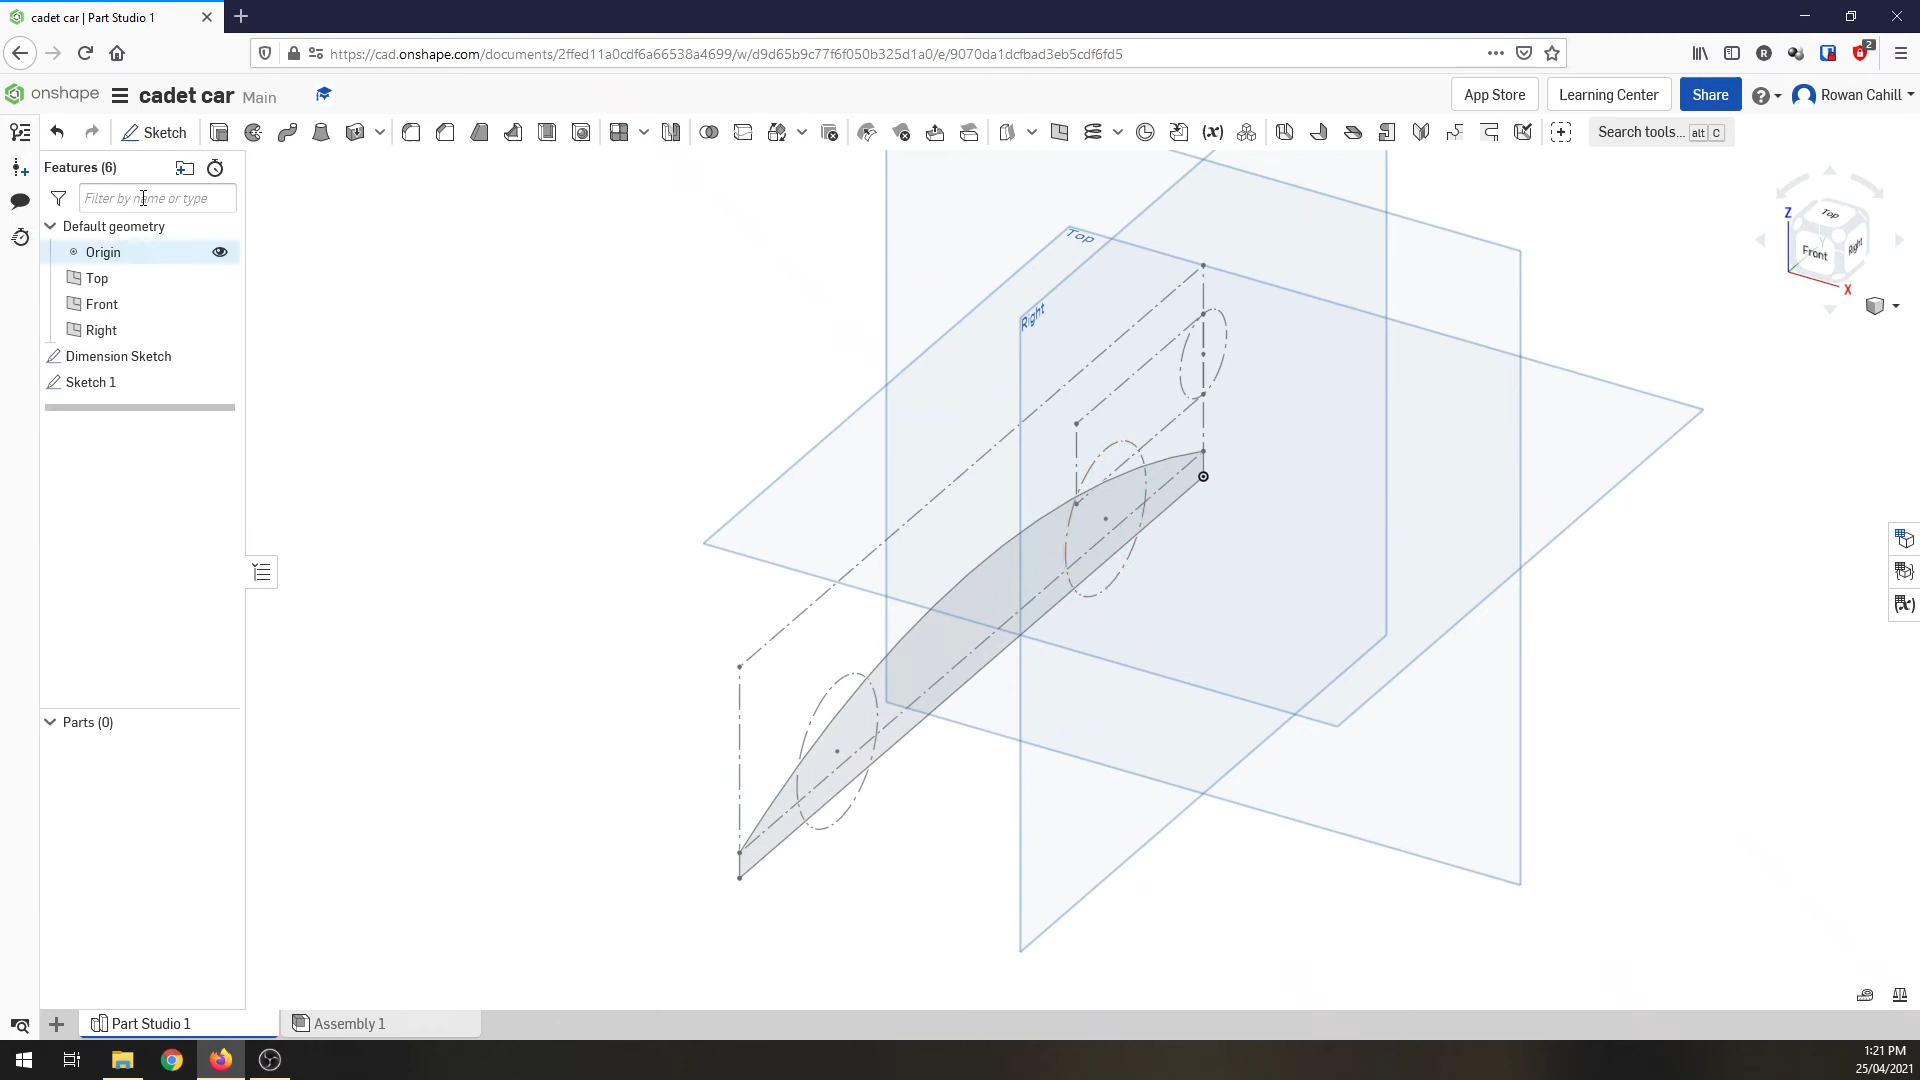 cadet car | Part Studio 1
https://cad.onshape.com/documents/2ffed11a0cdf6a66538a4699/w/d9d65b9c77f6f050b325d1a0/e/9070da1dcfbad3eb5cdf6fd5
2
onshape
cadet car Main
App Store
Learning Center
Share
Rowan Cahill
Sketch
Search tools... alt C
Features (6)
Filter by name or type
Default geometry
Origin
Top
Front
Right
Dimension Sketch
Sketch 1
Parts (0)
Top
Right
Z
Top
Front
Right
Y
X
Part Studio 1
Assembly 1
1:21 PM
25/04/2021